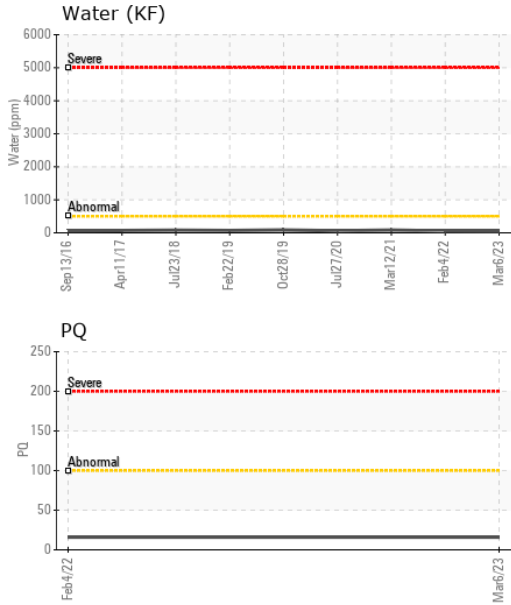 Water (KF)
6000
5000
4000
3000
2000
1000
0
Water (ppm)
Severe
Abnormal
Sep13/16
Apr11/17
Jul23/18
Feb22/19
Oct28/19
Jul27/20
Mar12/21
Feb4/22
Mar6/23
PQ
250
200
150
100
50
0
PQ
Severe
Abnormal
Feb4/22
Mar6/23